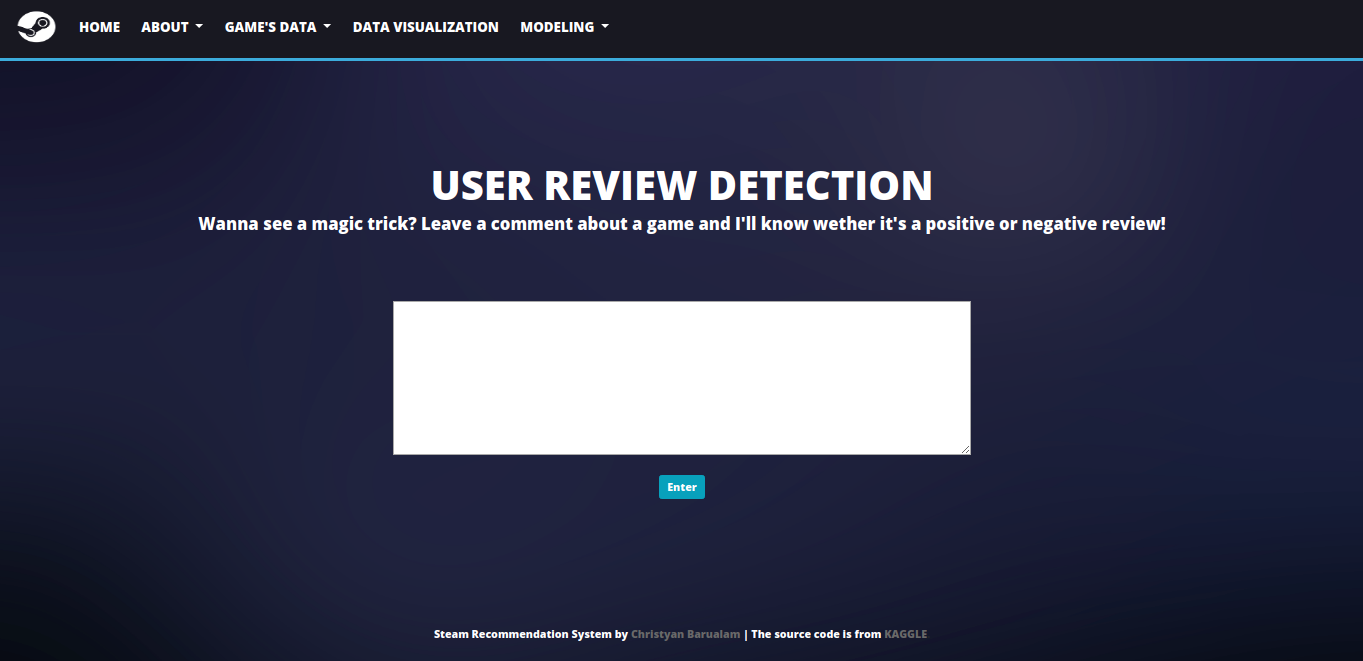 HOME ABOUT GAME'S DATA DATA VISUALIZATION MODELING
USER REVIEW DETECTION
Wanna see a magic trick? Leave a comment about a game and I'll know wether it's a positive or negative review!
Enter
Steam Recommendation System by Christyan Barualam | The source code is from KAGGLE